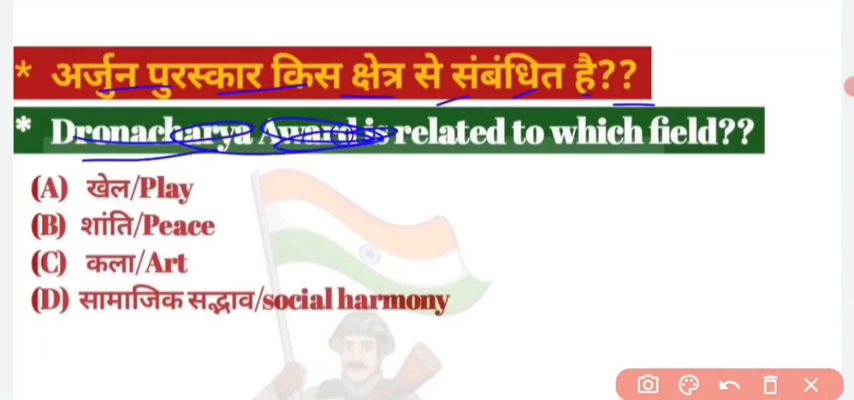 * अर्जुन पुरस्कार किस क्षेत्र से संबंधित है??
* Dronacharya Award is related to which field??
(A) खेल/Play
(B) शांति/Peace
(C) कला/Art
(D) सामाजिक सद्भाव/social harmony